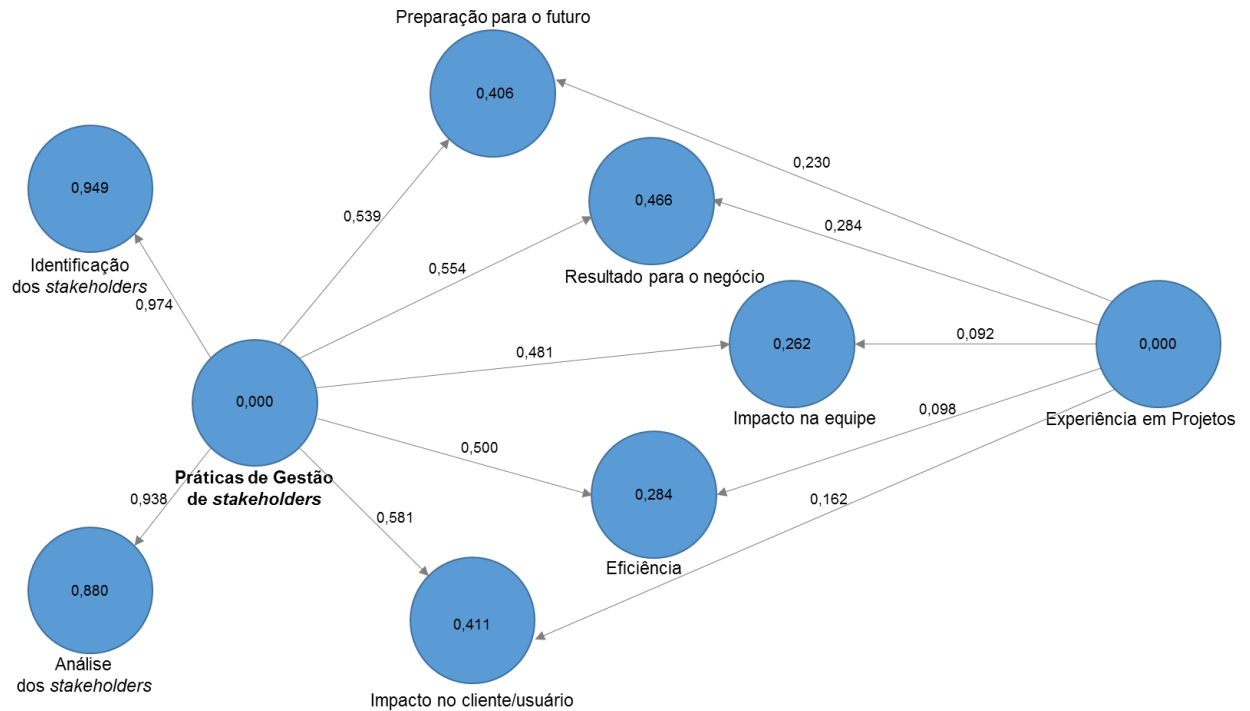 Preparação para o futuro
0,406
0,230
0,949
0,539
0,466
0,284
Identificação
dos stakeholders
0,974
0,554
Resultado para o negócio
0,481
0,262
0,092
0,000
0,000
Impacto na equipe
Experiência em Projetos
0,098
Práticas de Gestão
de stakeholders
0,500
0,938
0,284
0,162
0,581
Eficiência
0,880
0,411
Análise
dos stakeholders
Impacto no cliente/usuário